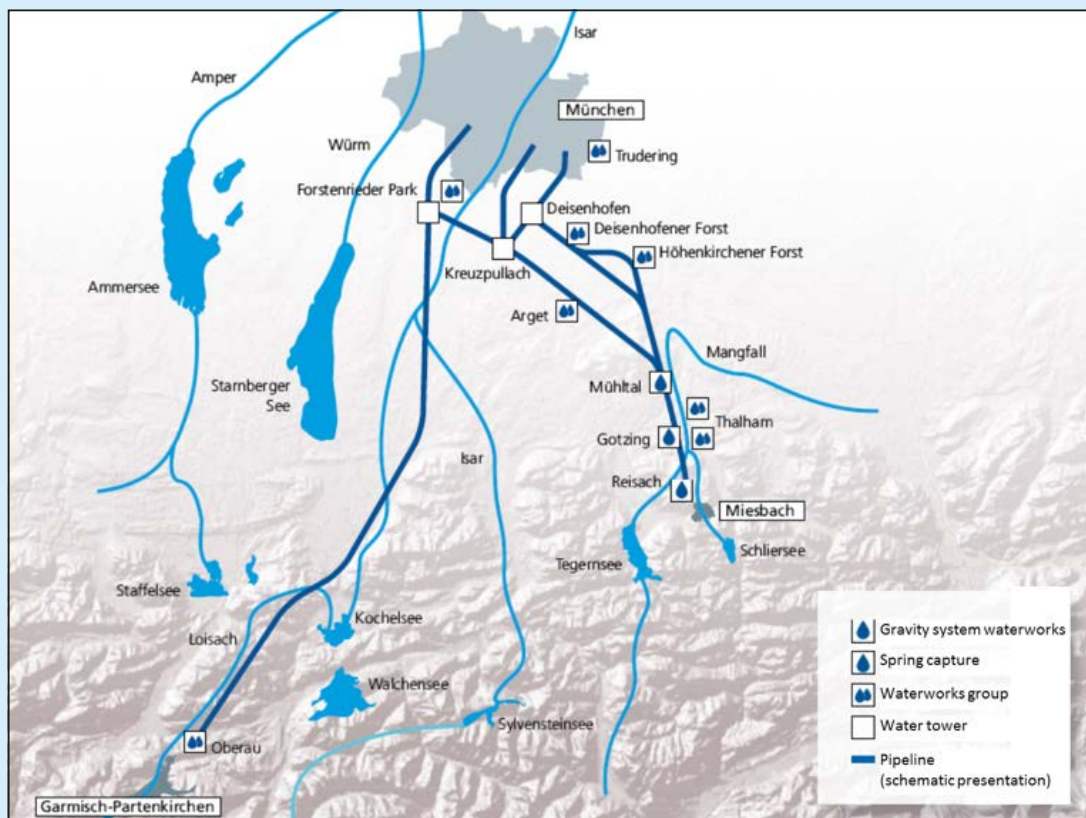 Isar
Amper
München
Würm
Trudering
Forstenrieder Park
Deisenhofen
Deisenhofener Forst
Höhenkirchener Forst
Kreuzpullach
Ammersee
Arget
Mangfall
Mühltal
Starnberger
See
Thalham
Gotzing
Isar
Reisach
Miesbach
Schliersee
Tegernsee
Staffelsee
Kochelsee
Loisach
Walchensee
Sylvensteinsee
Oberau
Garmisch-Partenkirchen
Gravity system waterworks
Spring capture
Waterworks group
Water tower
Pipeline
(schematic presentation)